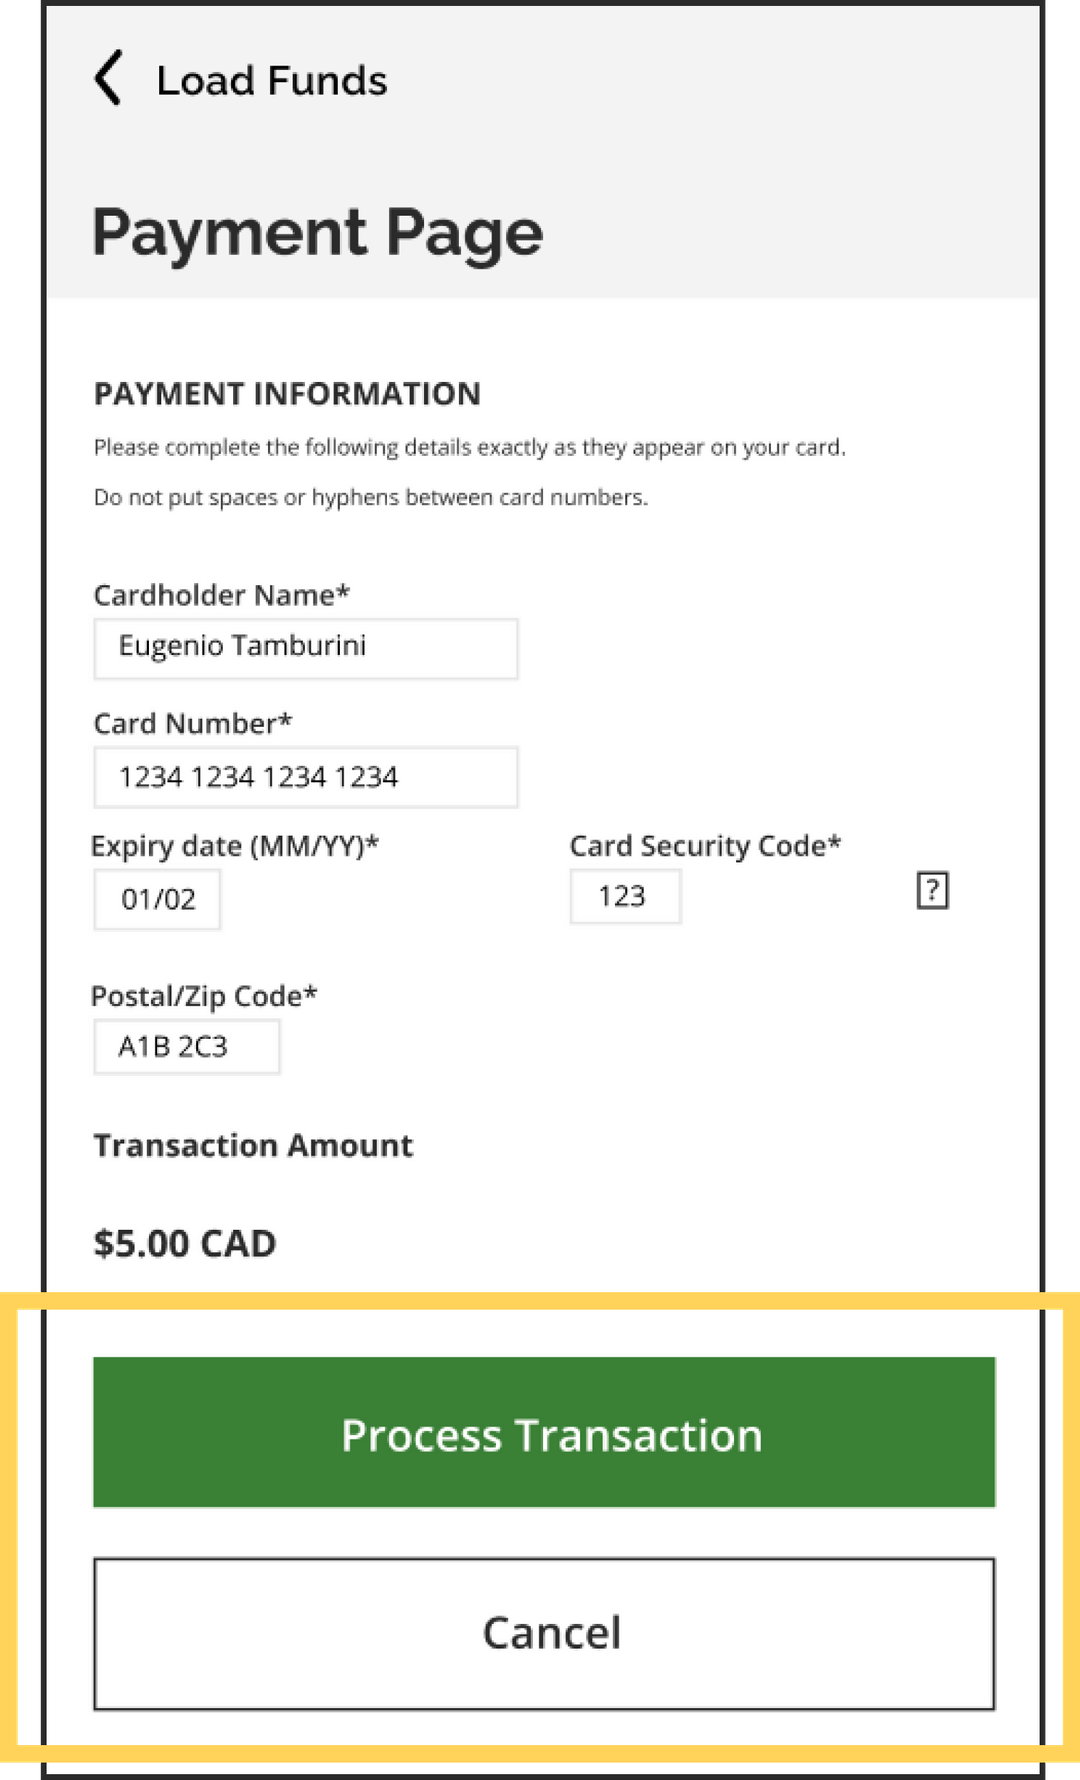 Load Funds
Payment Page
PAYMENT INFORMATION
Please complete the following details exactly as they appear on your card.
Do not put spaces or hyphens between card numbers.
Cardholder Name*
Eugenio Tamburini
Card Number*
1234 1234 1234 1234
Expiry date (MM/YY)* Card Security Code*
01/02 123 ?
Postal/Zip Code*
A1B 2C3
Transaction Amount
$5.00 CAD
Process Transaction
Cancel